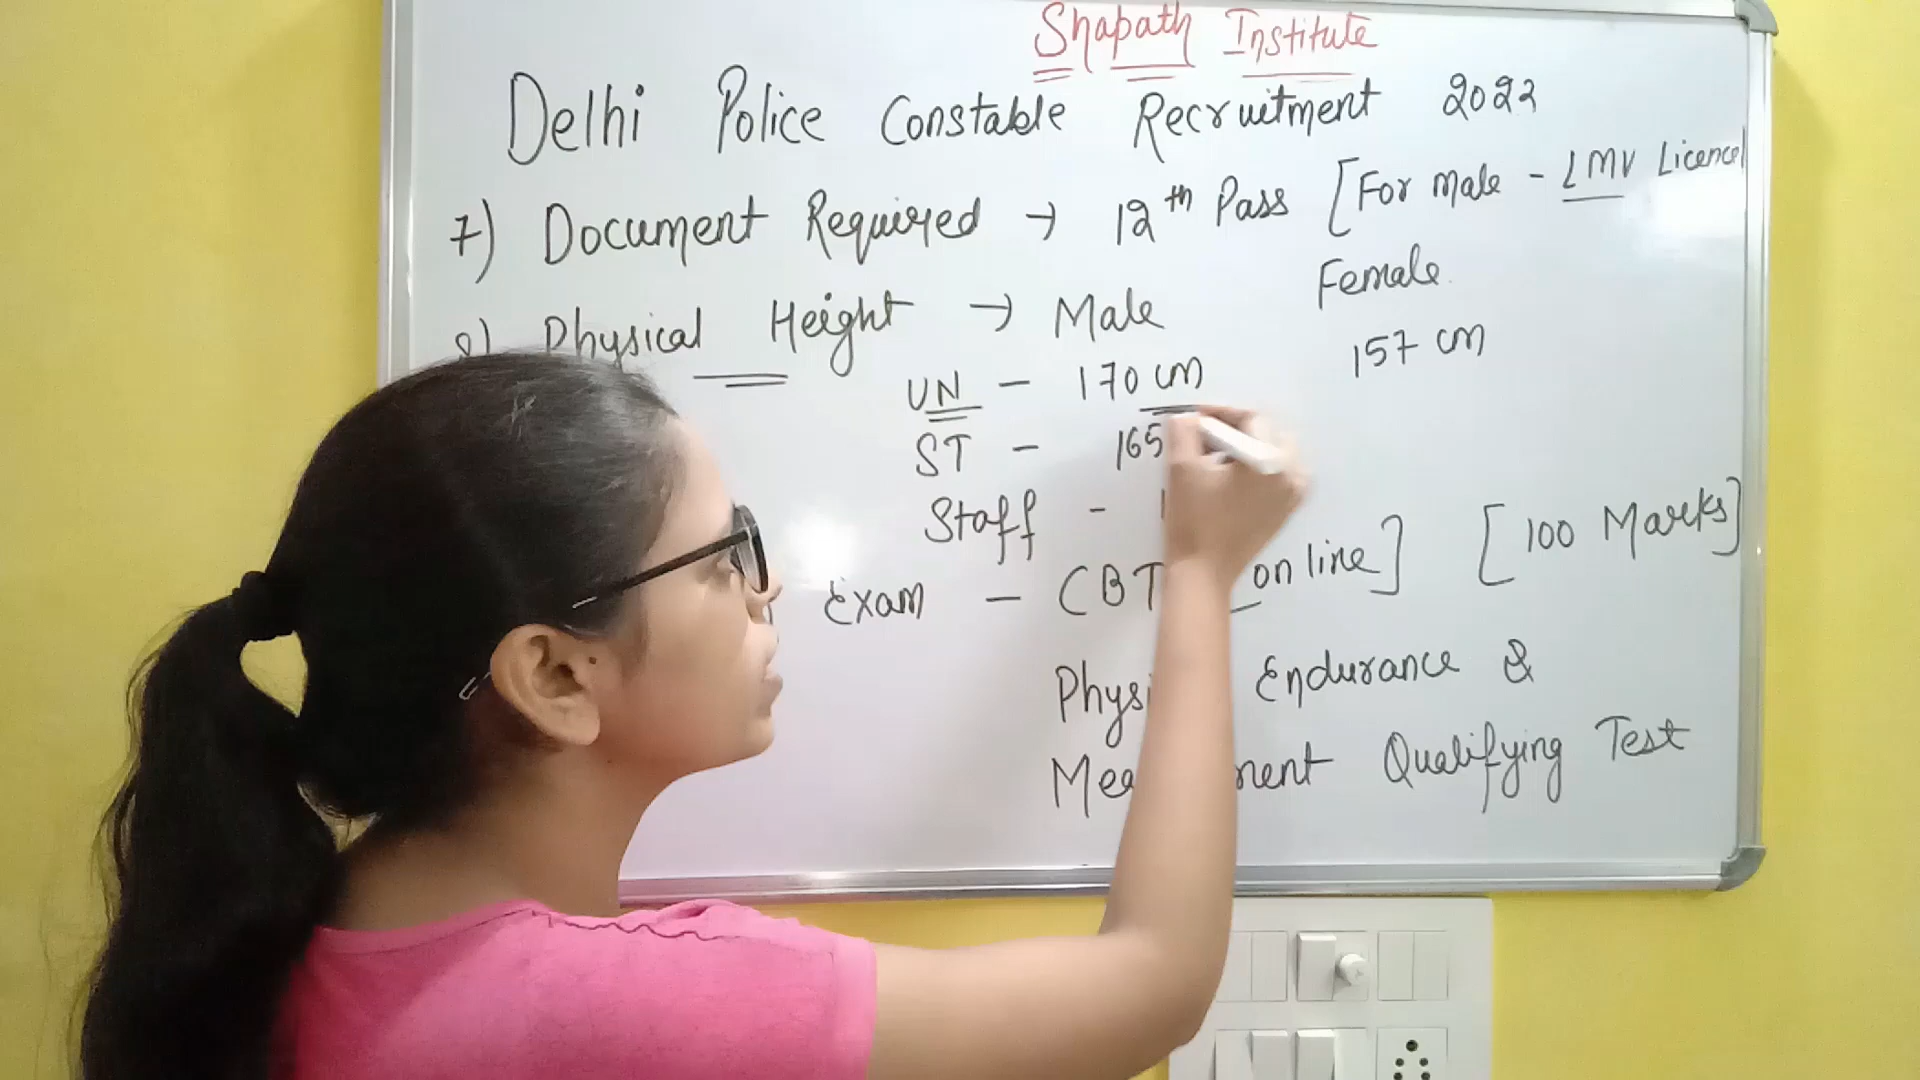 Shapath Institute
Delhi Police Constable Recruitment 2022
7) Document Required → 12th Pass [For Male - LMV Licence]
8) Physical Height → Male Female
UN - 170 cm 157 cm
ST - 165
Staff -
Exam - CBT online] [100 Marks]
Endurance &
Qualifying Test